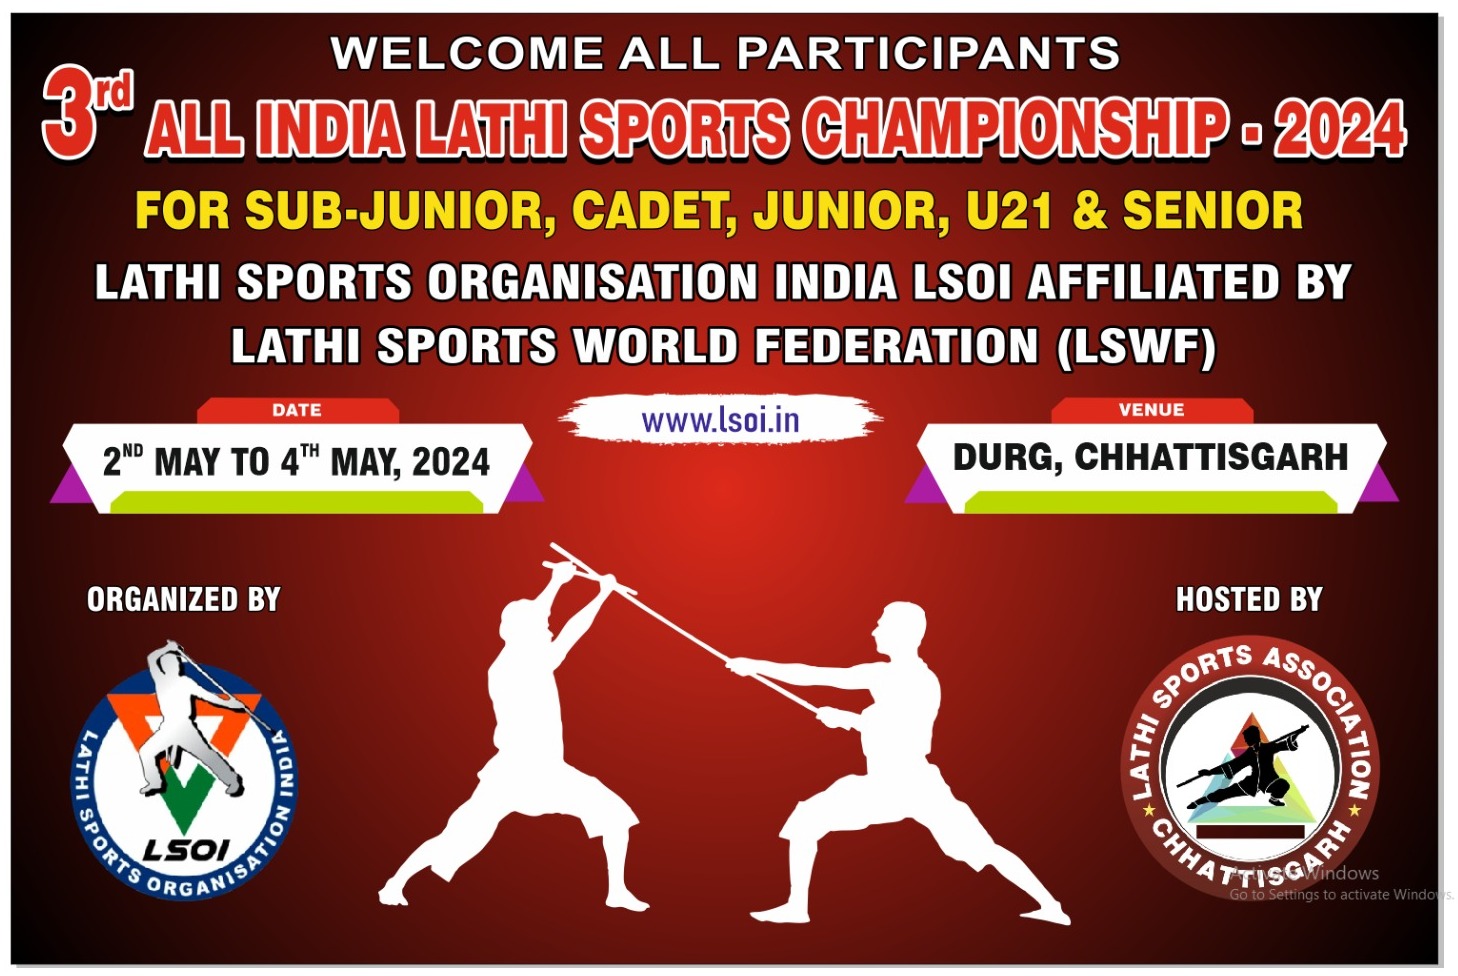 WELCOME ALL PARTICIPANTS
3rd ALL INDIA LATHI SPORTS CHAMPIONSHIP - 2024
FOR SUB-JUNIOR, CADET, JUNIOR, U21 & SENIOR
LATHI SPORTS ORGANISATION INDIA LSOI AFFILIATED BY
LATHI SPORTS WORLD FEDERATION (LSWF)
DATE
2ND MAY TO 4TH MAY, 2024
www.lsoi.in
VENUE
DURG, CHHATTISGARH
ORGANIZED BY
LATHI SPORTS ORGANISATION INDIA
LSOI
HOSTED BY
LATHI SPORTS ASSOCIATION
CHHATTISGARH
Activate Windows
Go to Settings to activate Windows.